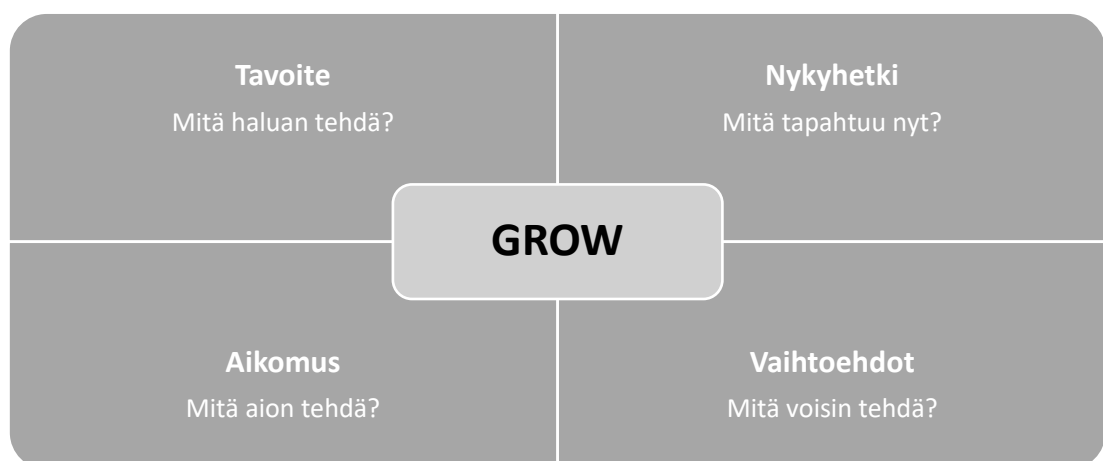 Tavoite
Mitä haluan tehdä?
Nykyhetki
Mitä tapahtuu nyt?
GROW
Aikomus
Mitä aion tehdä?
Vaihtoehdot
Mitä voisin tehdä?